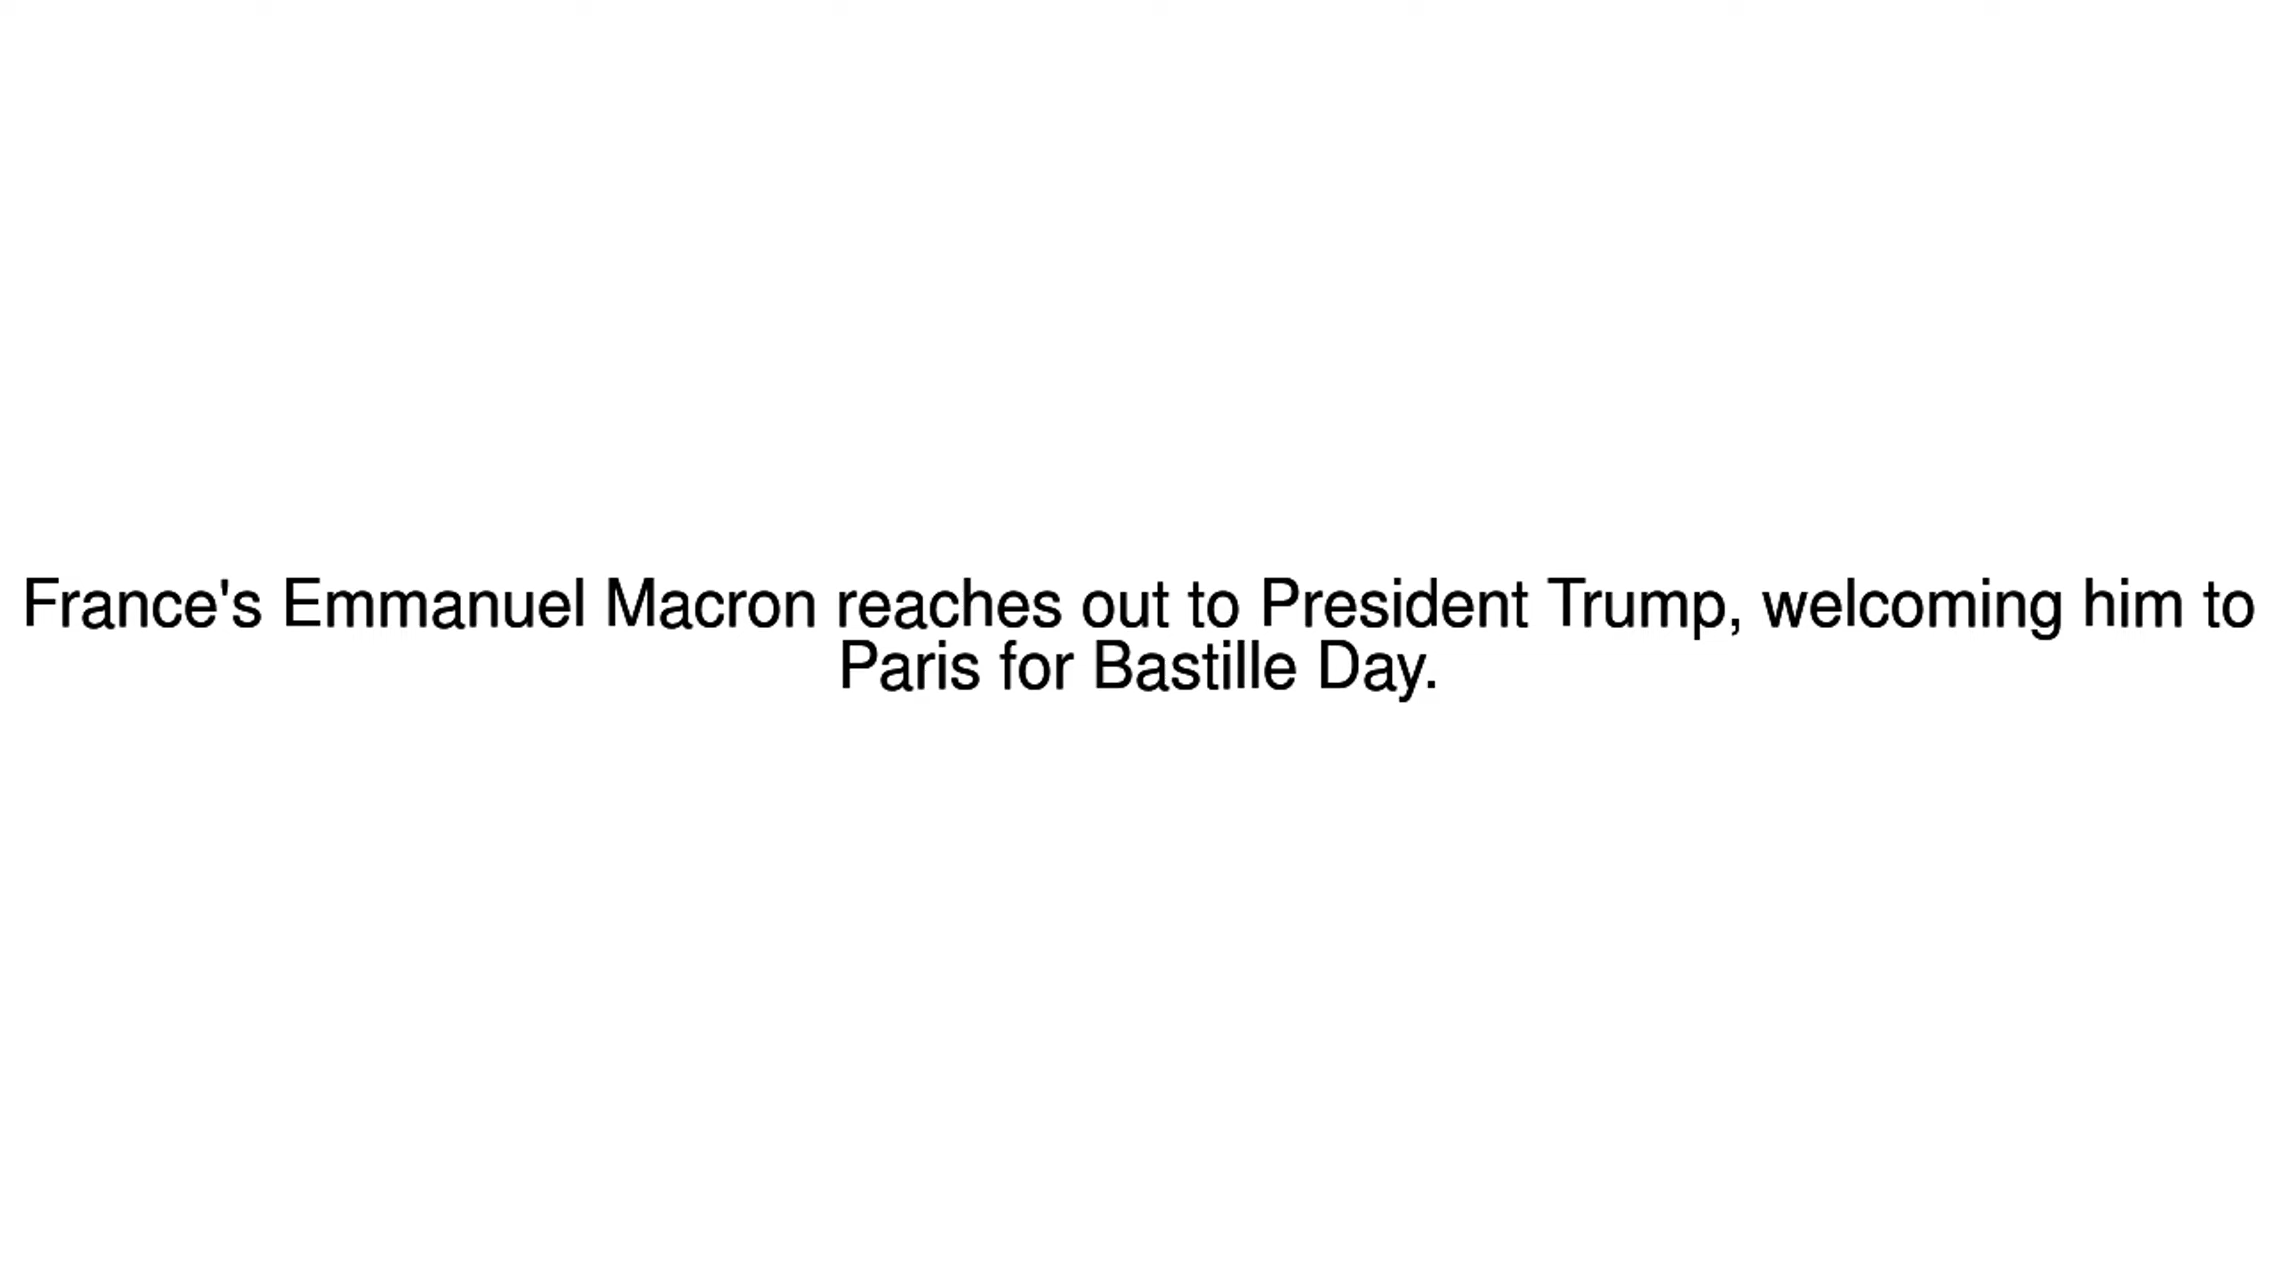 France's Emmanuel Macron reaches out to President Trump, welcoming him to
Paris for Bastille Day.